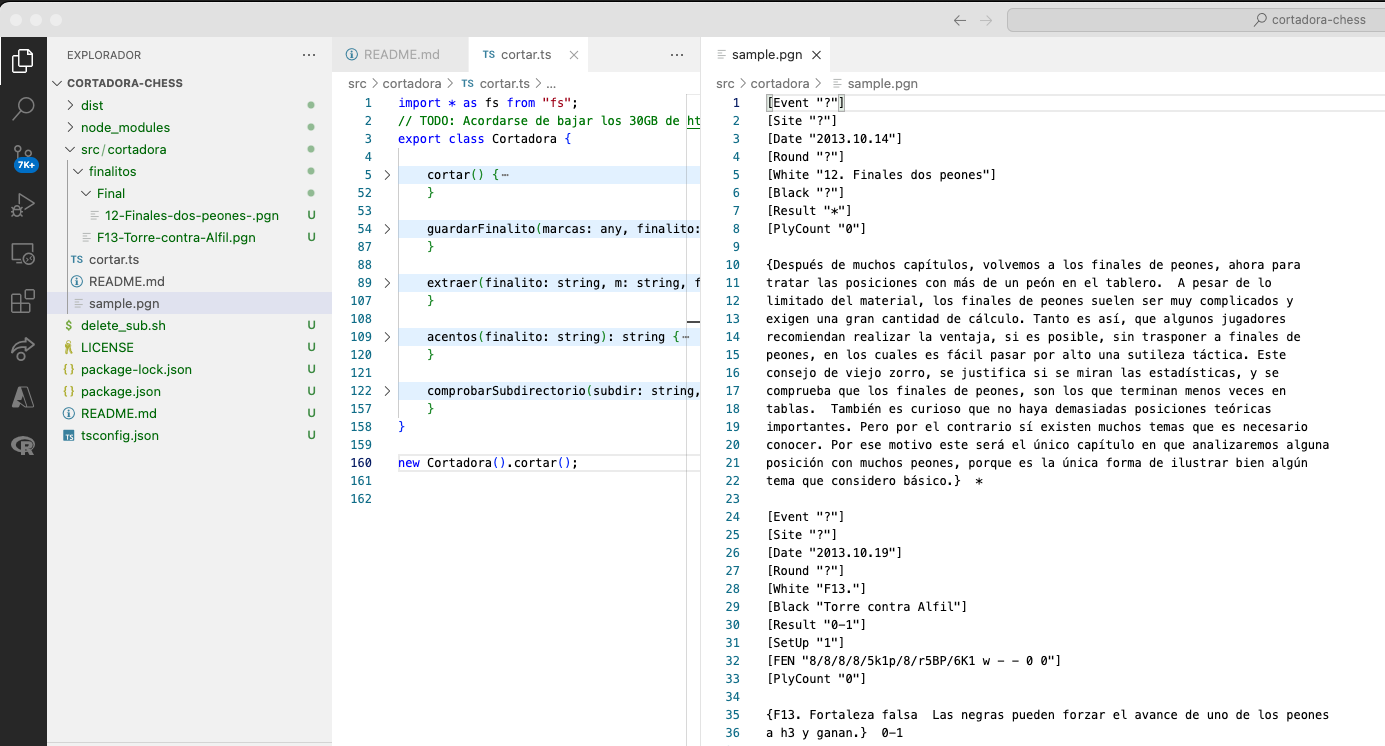 cortadora-chess
EXPLORADOR
CORTADORA-CHESS
dist
node_modules
src/cortadora
finalitos
Final
12-Finales-dos-peones-.pgn U
F13-Torre-contra-Alfil.pgn U
TS cortar.ts
README.md
sample.pgn
$ delete_sub.sh U
LICENSE U
{} package-lock.json U
{} package.json U
README.md U
TS tsconfig.json U
7K+
README.md
TS cortar.ts
src > cortadora > TS cortar.ts > ...
1 import * as fs from "fs";
2 // TODO: Acordarse de bajar los 30GB de ht
3 export class Cortadora {
4
5 cortar() {⋯
52 }
53
54 guardarFinalito(marcas: any, finalito:
87 }
88
89 extraer(finalito: string, m: string, f
107 }
108
109 acentos(finalito: string): string {⋯
120 }
121
122 comprobarSubdirectorio(subdir: string,
157 }
158 }
159
160 new Cortadora().cortar();
161
162
sample.pgn
src > cortadora > sample.pgn
1 [Event "?"]
2 [Site "?"]
3 [Date "2013.10.14"]
4 [Round "?"]
5 [White "12. Finales dos peones"]
6 [Black "?"]
7 [Result "*"]
8 [PlyCount "0"]
9
10 {Después de muchos capítulos, volvemos a los finales de peones, ahora para
11 tratar las posiciones con más de un peón en el tablero.  A pesar de lo
12 limitado del material, los finales de peones suelen ser muy complicados y
13 exigen una gran cantidad de cálculo. Tanto es así, que algunos jugadores
14 recomiendan realizar la ventaja, si es posible, sin trasponer a finales de
15 peones, en los cuales es fácil pasar por alto una sutileza táctica. Este
16 consejo de viejo zorro, se justifica si se miran las estadísticas, y se
17 comprueba que los finales de peones, son los que terminan menos veces en
18 tablas.  También es curioso que no haya demasiadas posiciones teóricas
19 importantes. Pero por el contrario sí existen muchos temas que es necesario
20 conocer. Por ese motivo este será el único capítulo en que analizaremos alguna
21 posición con muchos peones, porque es la única forma de ilustrar bien algún
22 tema que considero básico.}  *
23
24 [Event "?"]
25 [Site "?"]
26 [Date "2013.10.19"]
27 [Round "?"]
28 [White "F13."]
29 [Black "Torre contra Alfil"]
30 [Result "0-1"]
31 [SetUp "1"]
32 [FEN "8/8/8/8/5k1p/8/r5BP/6K1 w - - 0 0"]
33 [PlyCount "0"]
34
35 {F13. Fortaleza falsa  Las negras pueden forzar el avance de uno de los peones
36 a h3 y ganan.}  0-1